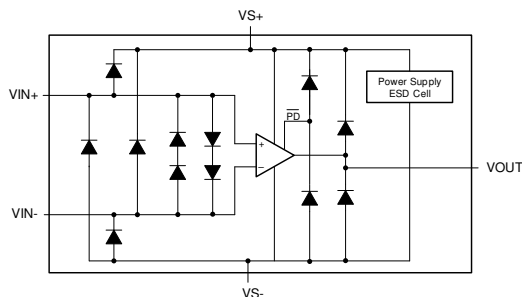 VS+
Power Supply
ESD Cell
VIN+
PD
+
−
VOUT
VIN-
VS-